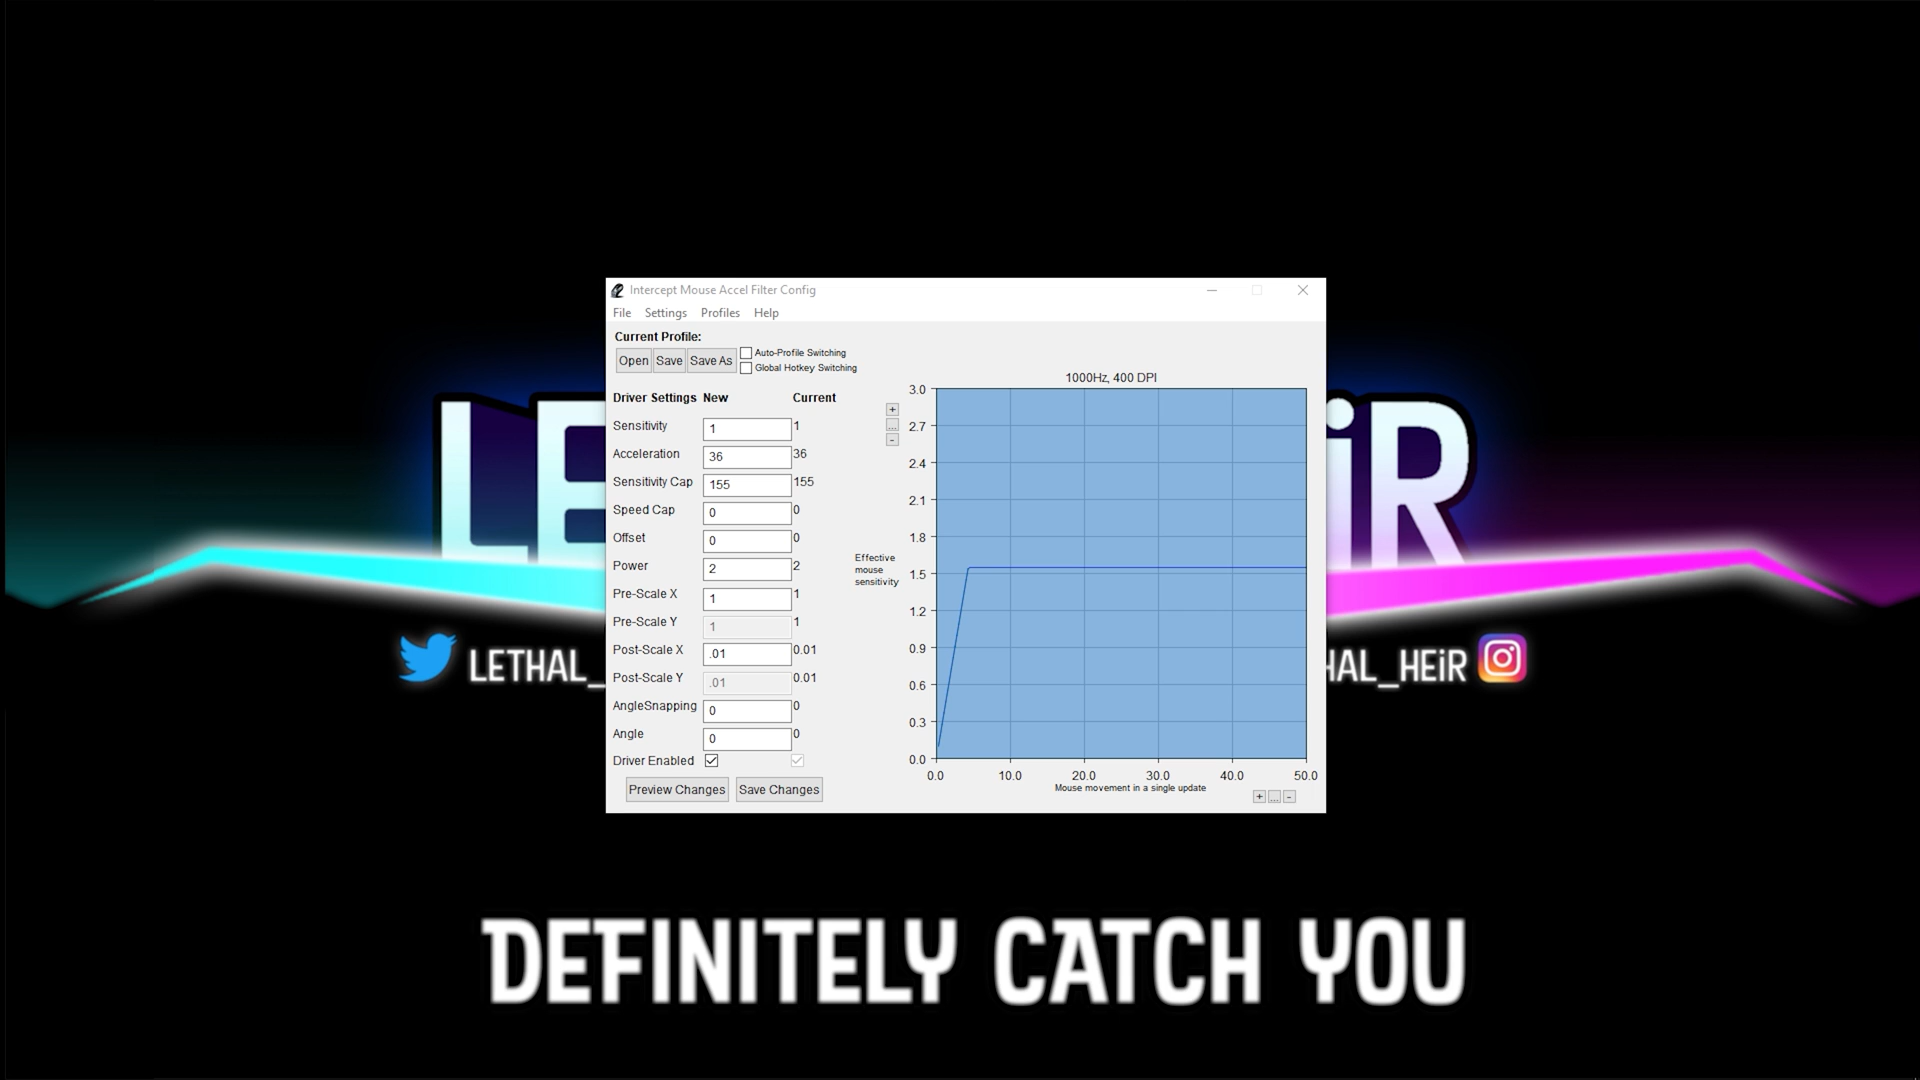 Intercept Mouse Accel Filter Config
File Settings Profiles Help
Current Profile:
Open Save Save As
Auto-Profile Switching
Global Hotkey Switching
Driver Settings New Current
Sensitivity 1 1
Acceleration 36 36
Sensitivity Cap 155 155
Speed Cap 0 0
Offset 0 0
Power 2 2
Pre-Scale X 1 1
Pre-Scale Y 1 1
Post-Scale X .01 0.01
Post-Scale Y .01 0.01
AngleSnapping 0 0
Angle 0 0
Driver Enabled
Preview Changes Save Changes
+
...
-
Effective
mouse
sensitivity
1000Hz, 400 DPI
3.0
2.7
2.4
2.1
1.8
1.5
1.2
0.9
0.6
0.3
0.0
0.0 10.0 20.0 30.0 40.0 50.0
Mouse movement in a single update
+ ... -
LE
iR
LETHAL_
HAL_HEiR
DEFINITELY CATCH YOU